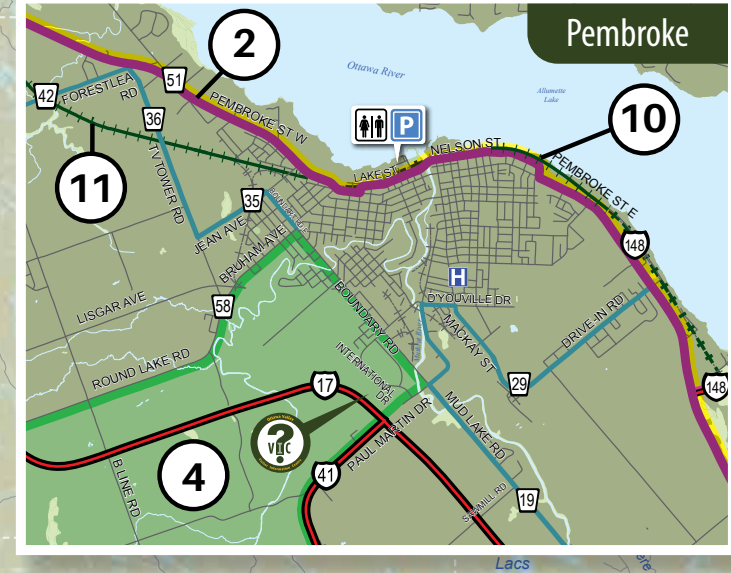 Pembroke
2
Ottawa River
Allumette
Lake
51
42
FORESTLEA
RD
PEMBROKE ST W
36
P
10
NELSON ST
LAKE ST
PEMBROKE ST E
11
TV TOWER RD
35
JEAN AVE
BRUHAM AVE
148
H
D'YOUVILLE DR
LISGAR AVE
58
BOUNDARY RD
MACKAY ST
DRIVE-IN RD
ROUND LAKE RD
INTERNATIONAL
DR
17
29
148
?
VIC
PAUL MARTIN DR
MUD LAKE RD
4
B LINE RD
41
SAWMILL RD
19
Lacs